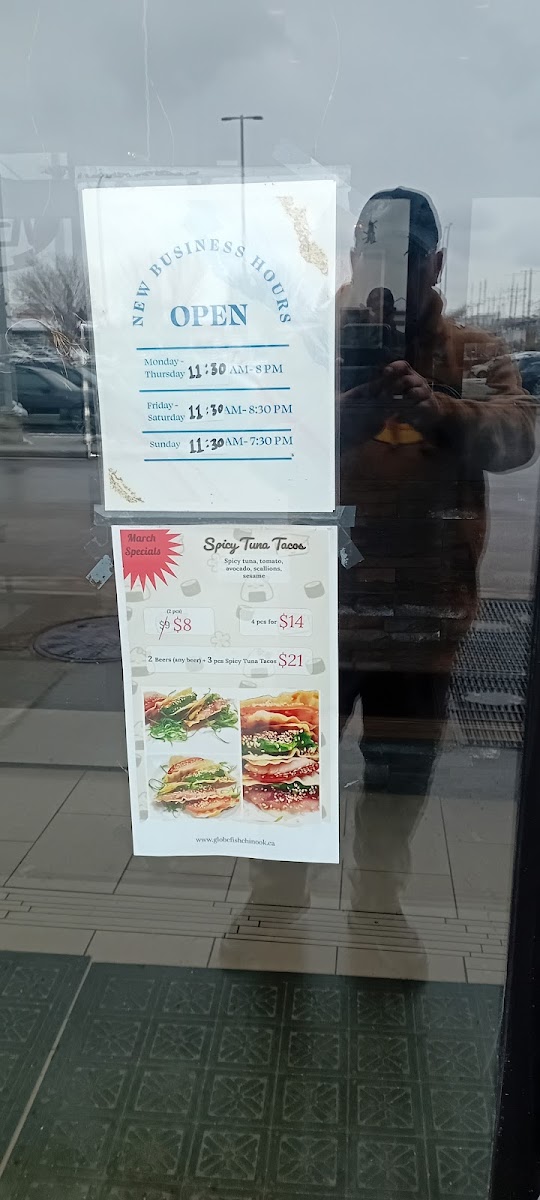 NEW BUSINESS HOURS
OPEN
Monday -
Thursday 11:30 AM- 8 PM
Friday -
Saturday 11:30 AM- 8:30 PM
Sunday 11:30 AM- 7:30 PM
March
Specials
Spicy Tuna Tacos
Spicy tuna, tomato,
avocado, scallions,
sesame
(2 pcs)
$9 $8
4 pcs for $14
2 Beers (any beer) + 3 pcs Spicy Tuna Tacos $21
www.globefishchinook.ca